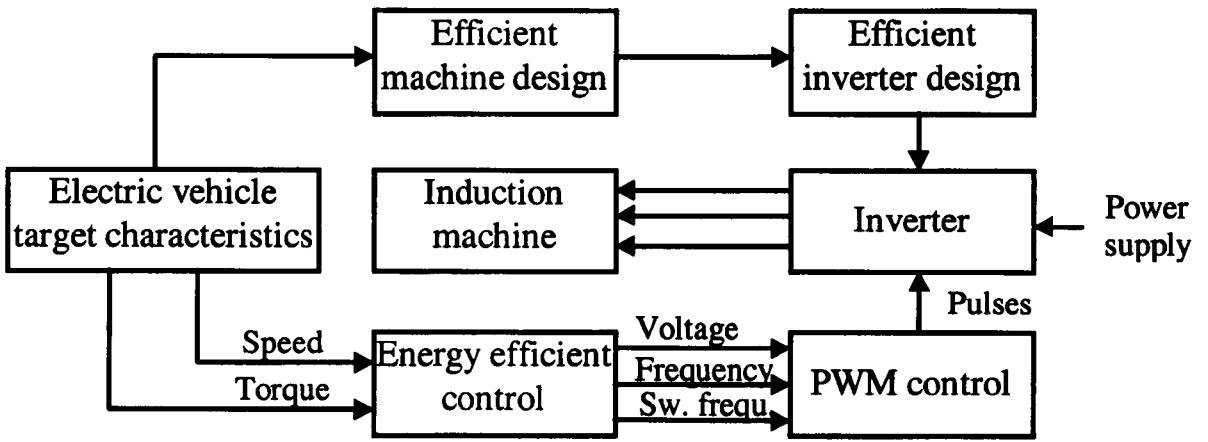 Efficient
machine design
Efficient
inverter design
Electric vehicle
target characteristics
Induction
machine
Inverter
Power
supply
Pulses
Speed
Torque
Energy efficient
control
Voltage
Frequency
Sw. frequ.
PWM control